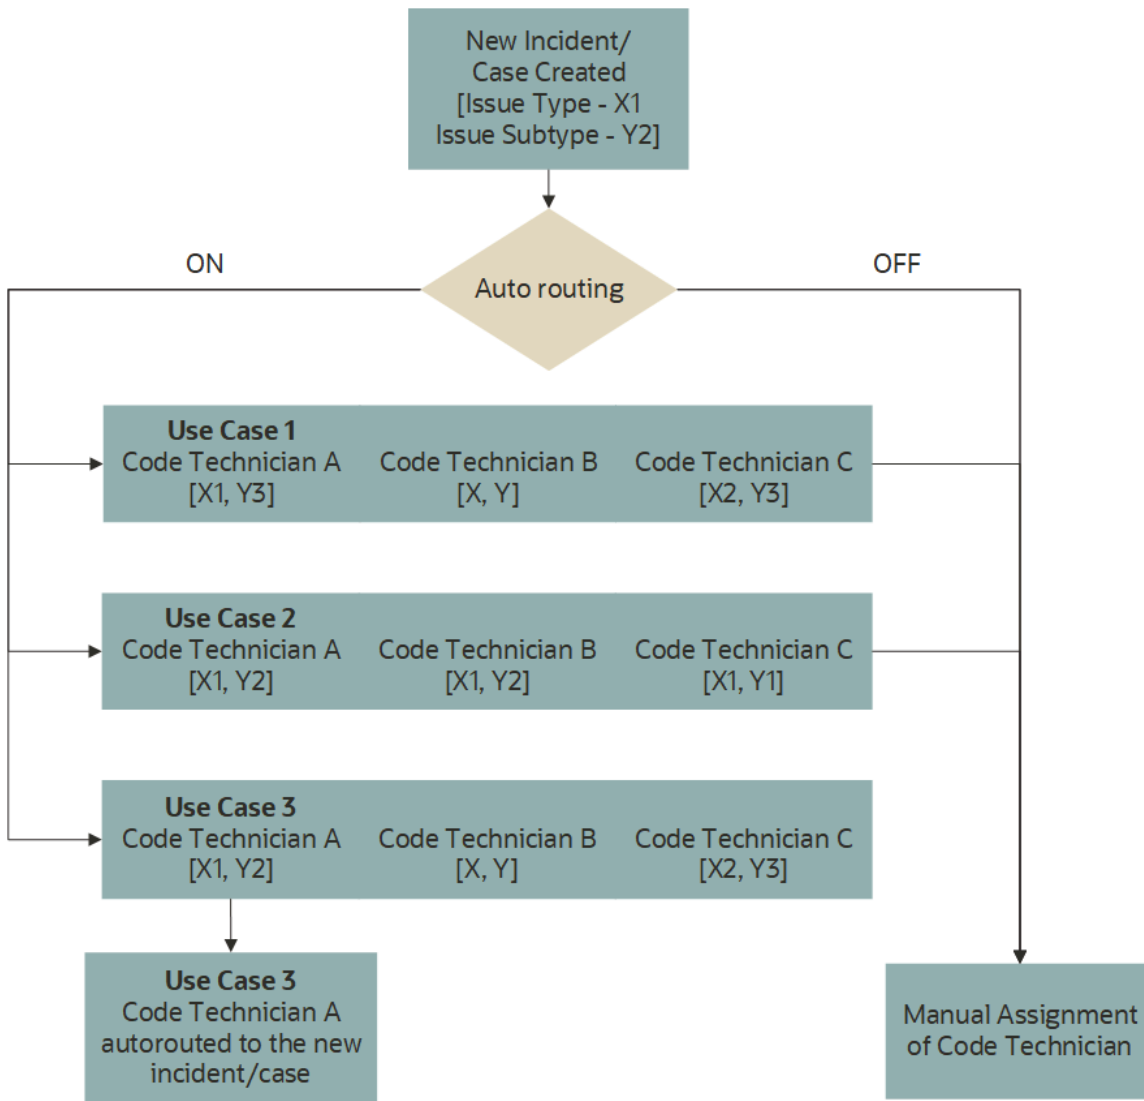 New Incident/
Case Created
[Issue Type - X1
Issue Subtype - Y2]
ON
OFF
Auto routing
Use Case 1
Code Technician A
[X1, Y3]
Code Technician B
[X, Y]
Code Technician C
[X2, Y3]
Use Case 2
Code Technician A
[X1, Y2]
Code Technician B
[X1, Y2]
Code Technician C
[X1, Y1]
Use Case 3
Code Technician A
[X1, Y2]
Code Technician B
[X, Y]
Code Technician C
[X2, Y3]
Use Case 3
Code Technician A
autorouted to the new
incident/case
Manual Assignment
of Code Technician